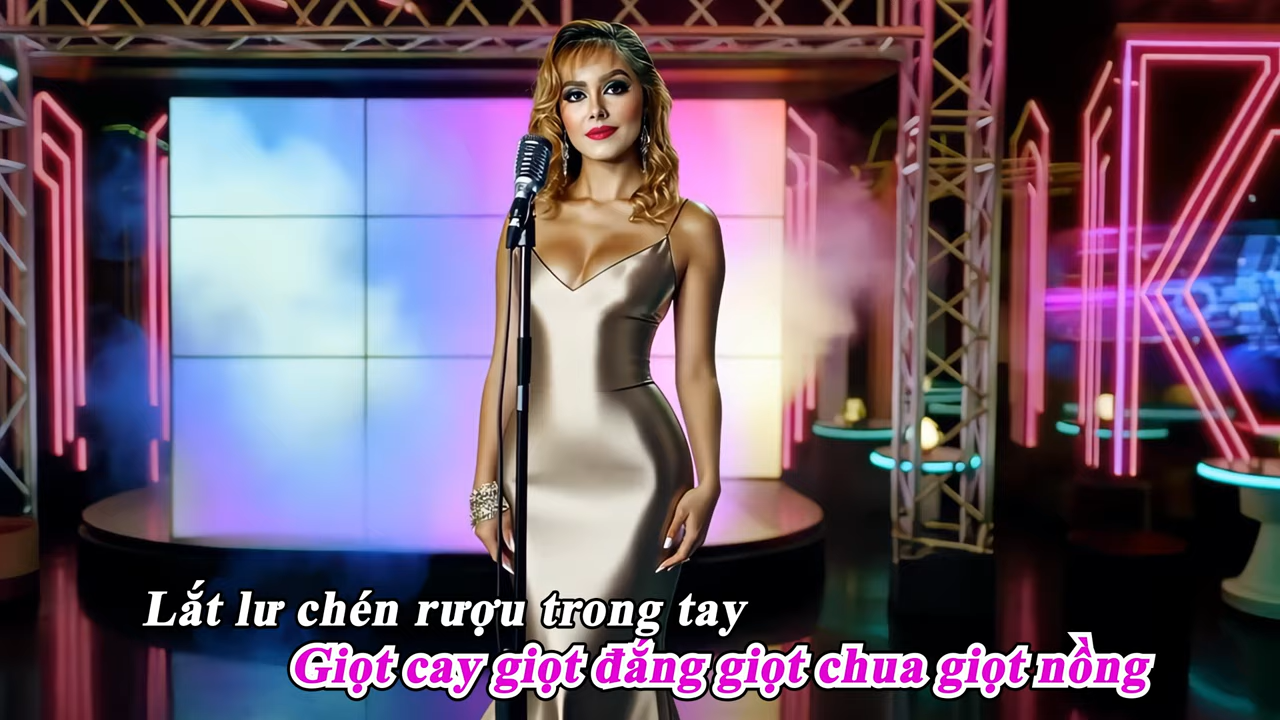 K
Lắt lư chén rượu trong tay
Giọt cay giọt đắng giọt chua giọt nồng